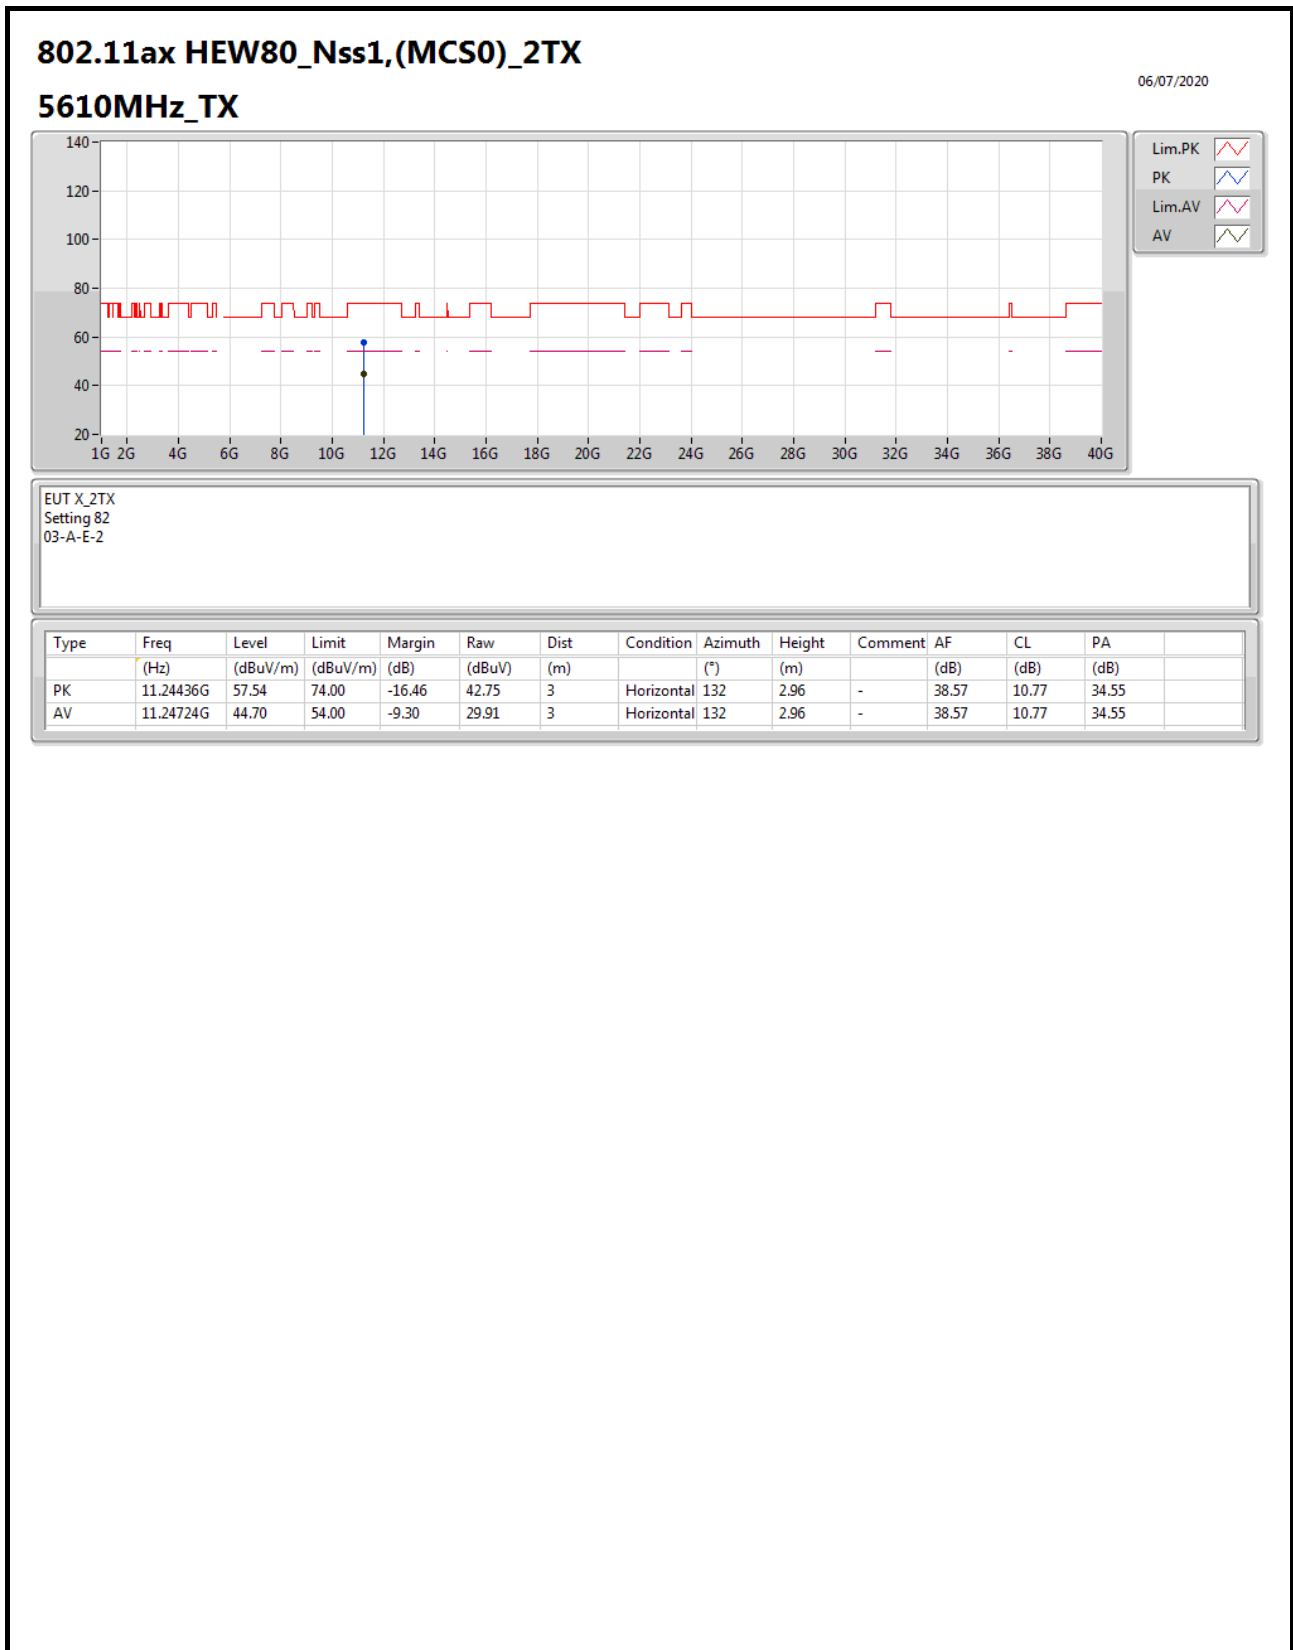 802.11ax HEW80_Nss1,(MCS0)_2TX
06/07/2020
5610MHz_TX
140
120
100
80
60
40
20
1G 2G 4G 6G 8G 10G 12G 14G 16G 18G 20G 22G 24G 26G 28G 30G 32G 34G 36G 38G 40G
Lim.PK
PK
Lim.AV
AV
EUT X_2TX
Setting 82
03-A-E-2
Type Freq Level Limit Margin Raw Dist Condition Azimuth Height Comment AF CL PA
(Hz) (dBuV/m) (dBuV/m) (dB) (dBuV) (m) (°) (m) (dB) (dB) (dB)
PK 11.24436G 57.54 74.00 -16.46 42.75 3 Horizontal 132 2.96 - 38.57 10.77 34.55
AV 11.24724G 44.70 54.00 -9.30 29.91 3 Horizontal 132 2.96 - 38.57 10.77 34.55